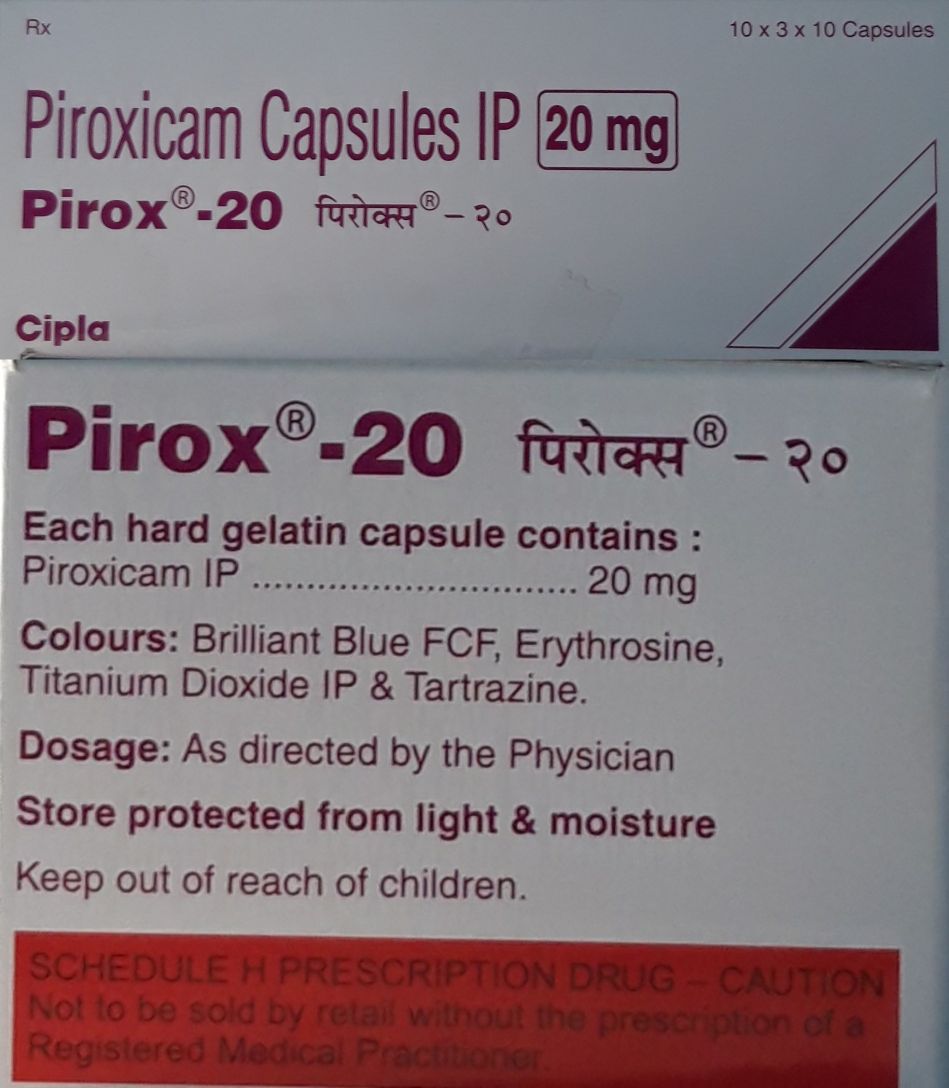 Rx
10 x 3 x 10 Capsules
Piroxicam Capsules IP 20 mg
Pirox®-20 पिरोक्स® – २०
Cipla
Pirox®-20 पिरोक्स® – २०
Each hard gelatin capsule contains :
Piroxicam IP .............................. 20 mg
Colours: Brilliant Blue FCF, Erythrosine,
Titanium Dioxide IP & Tartrazine.
Dosage: As directed by the Physician
Store protected from light & moisture
Keep out of reach of children.
SCHEDULE H PRESCRIPTION DRUG – CAUTION
Not to be sold by retail without the prescription of a
Registered Medical Practitioner.